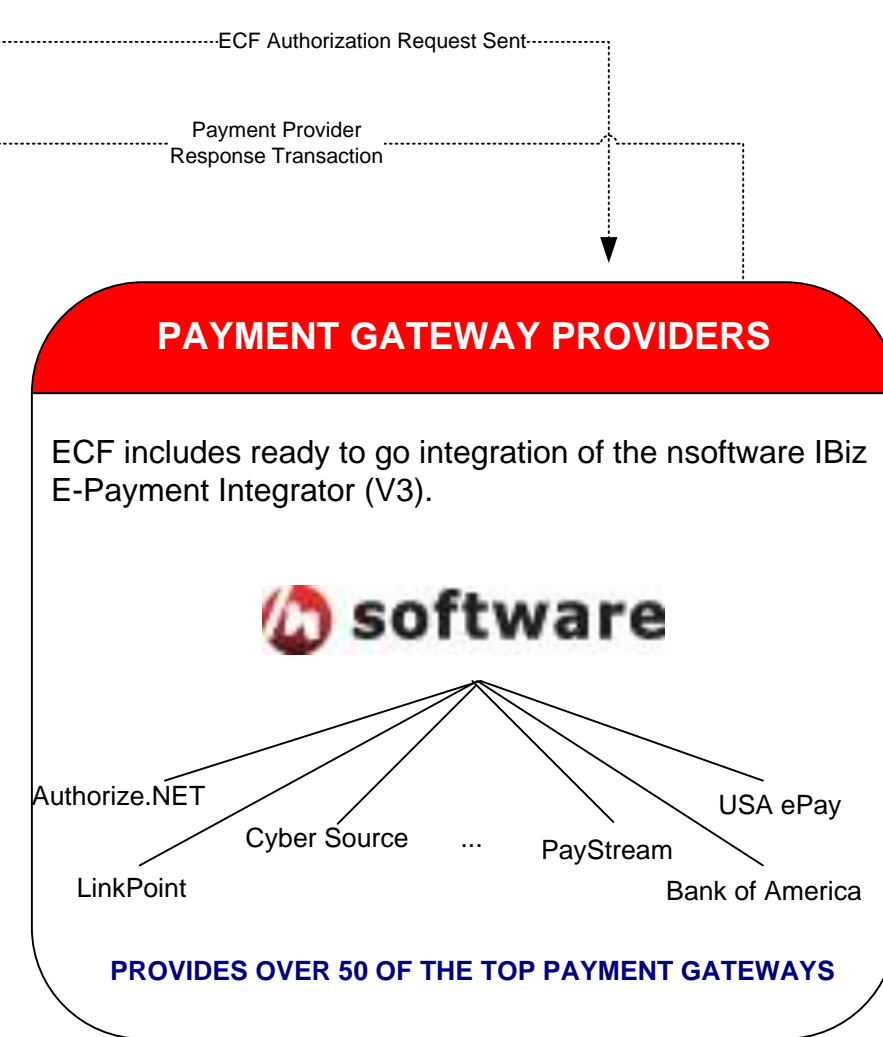 ECF Authorization Request Sent
Payment Provider
Response Transaction
PAYMENT GATEWAY PROVIDERS
ECF includes ready to go integration of the nsoftware IBiz
E-Payment Integrator (V3).
/n software
Authorize.NET
USA ePay
Cyber Source
...
PayStream
LinkPoint
Bank of America
PROVIDES OVER 50 OF THE TOP PAYMENT GATEWAYS